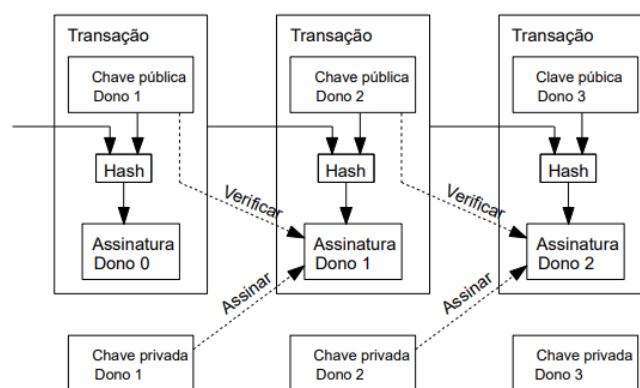 Transação
Chave pública
Dono 1
Hash
Assinatura
Dono 0
Transação
Chave pública
Dono 2
Hash
Verificar
Assinatura
Dono 1
Assinar
Transação
Clave púbica
Dono 3
Hash
Verificar
Assinatura
Dono 2
Assinar
Chave privada
Dono 1
Chave privada
Dono 2
Chave privada
Dono 3